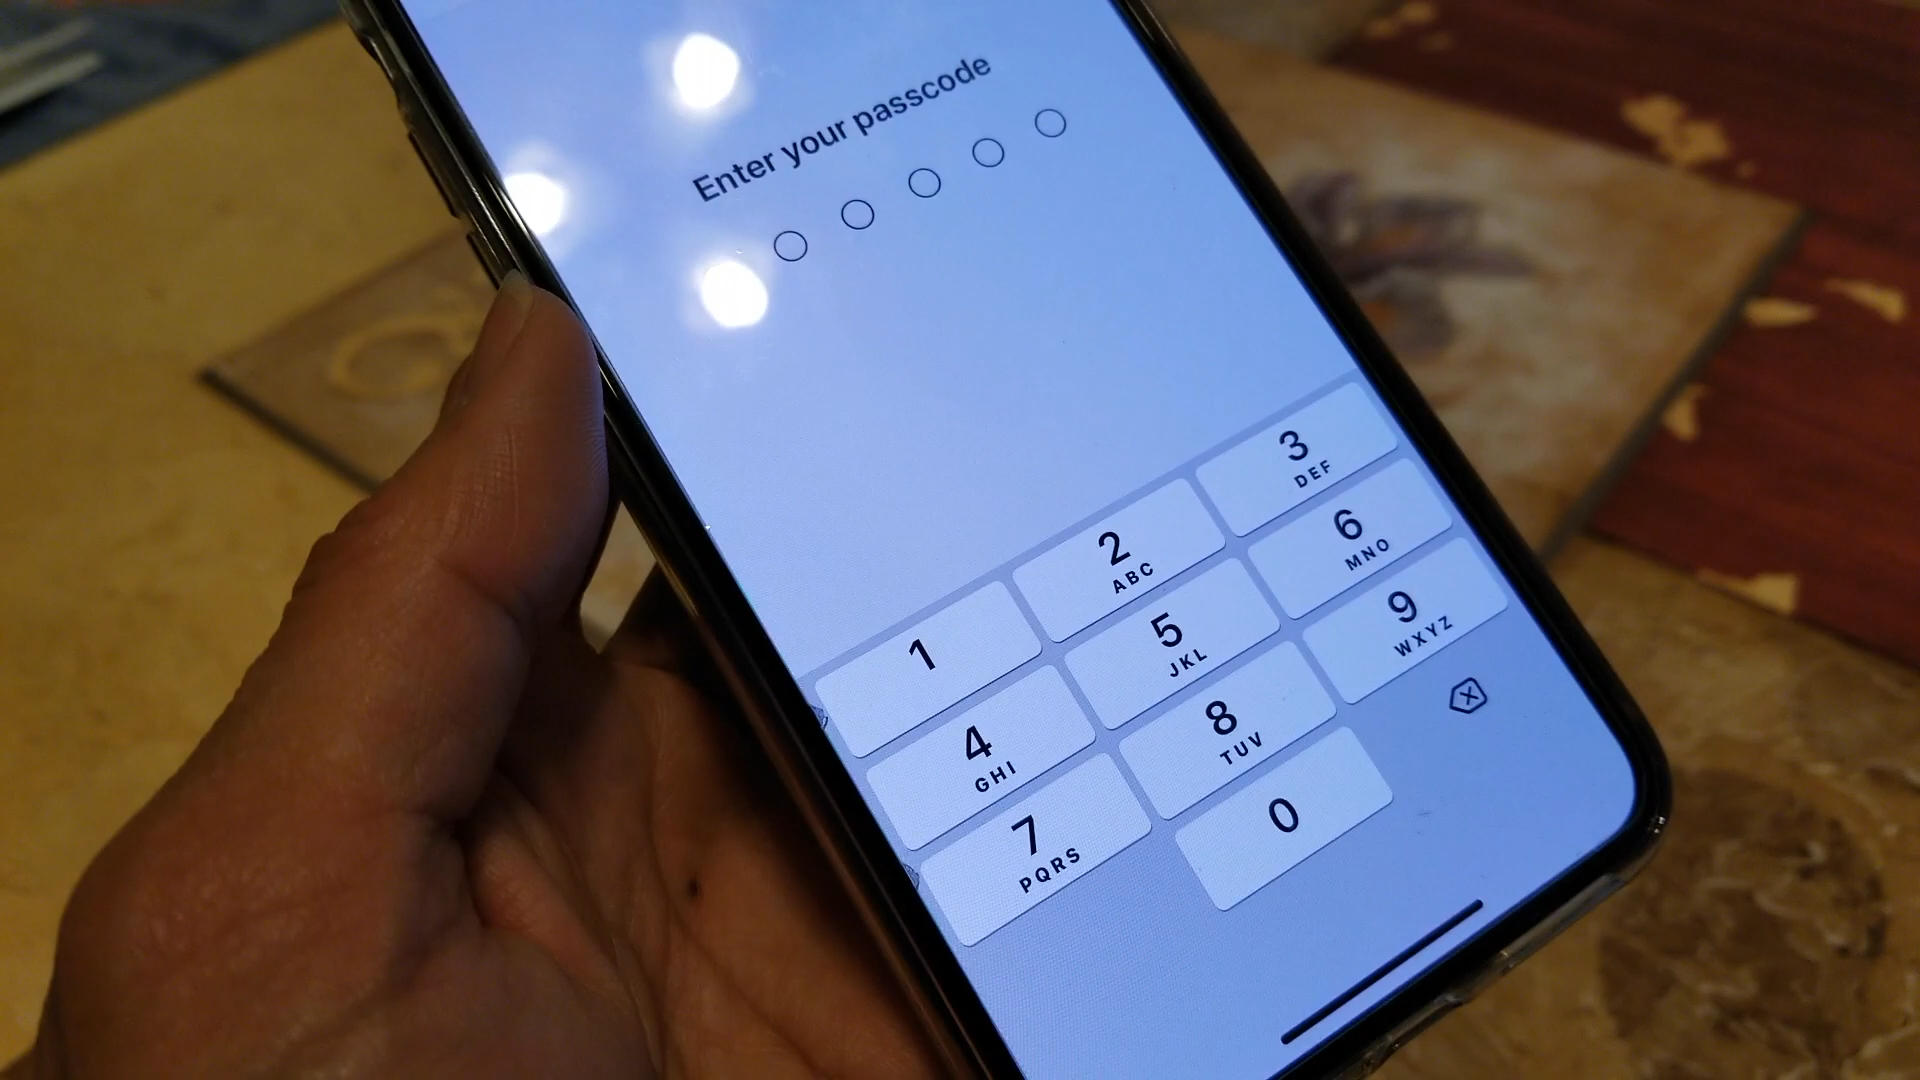 Enter your passcode
1
2
ABC
3
DEF
4
GHI
5
JKL
6
MNO
7
PQRS
8
TUV
9
WXYZ
0